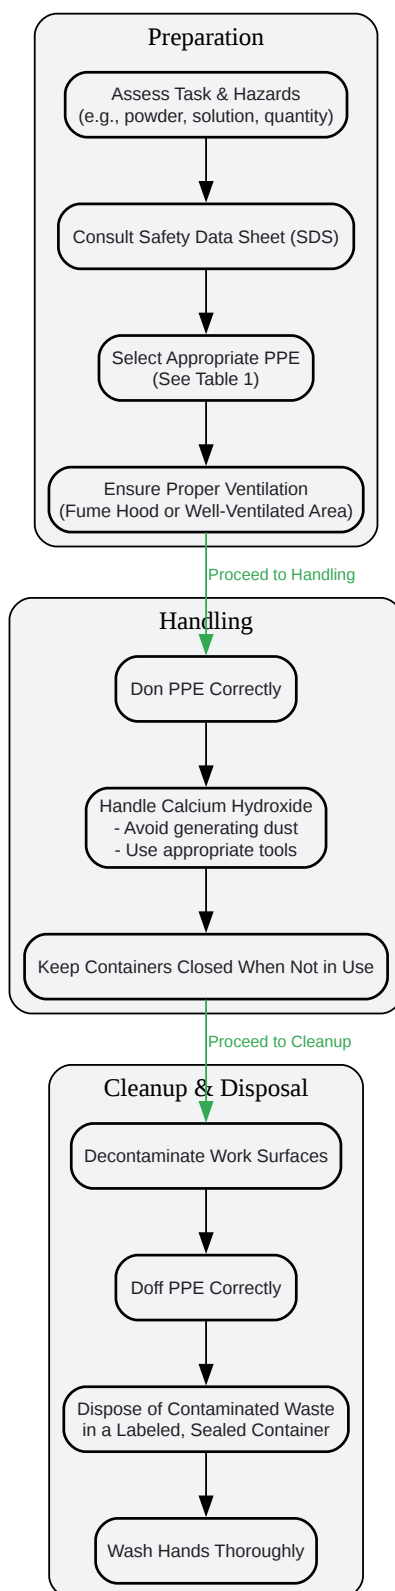 Preparation
Assess Task & Hazards
(e.g., powder, solution, quantity)
Consult Safety Data Sheet (SDS)
Select Appropriate PPE
(See Table 1)
Ensure Proper Ventilation
(Fume Hood or Well-Ventilated Area)
Proceed to Handling
Handling
Don PPE Correctly
Handle Calcium Hydroxide
- Avoid generating dust
- Use appropriate tools
Keep Containers Closed When Not in Use
Proceed to Cleanup
Cleanup & Disposal
Decontaminate Work Surfaces
Doff PPE Correctly
Dispose of Contaminated Waste
in a Labeled, Sealed Container
Wash Hands Thoroughly